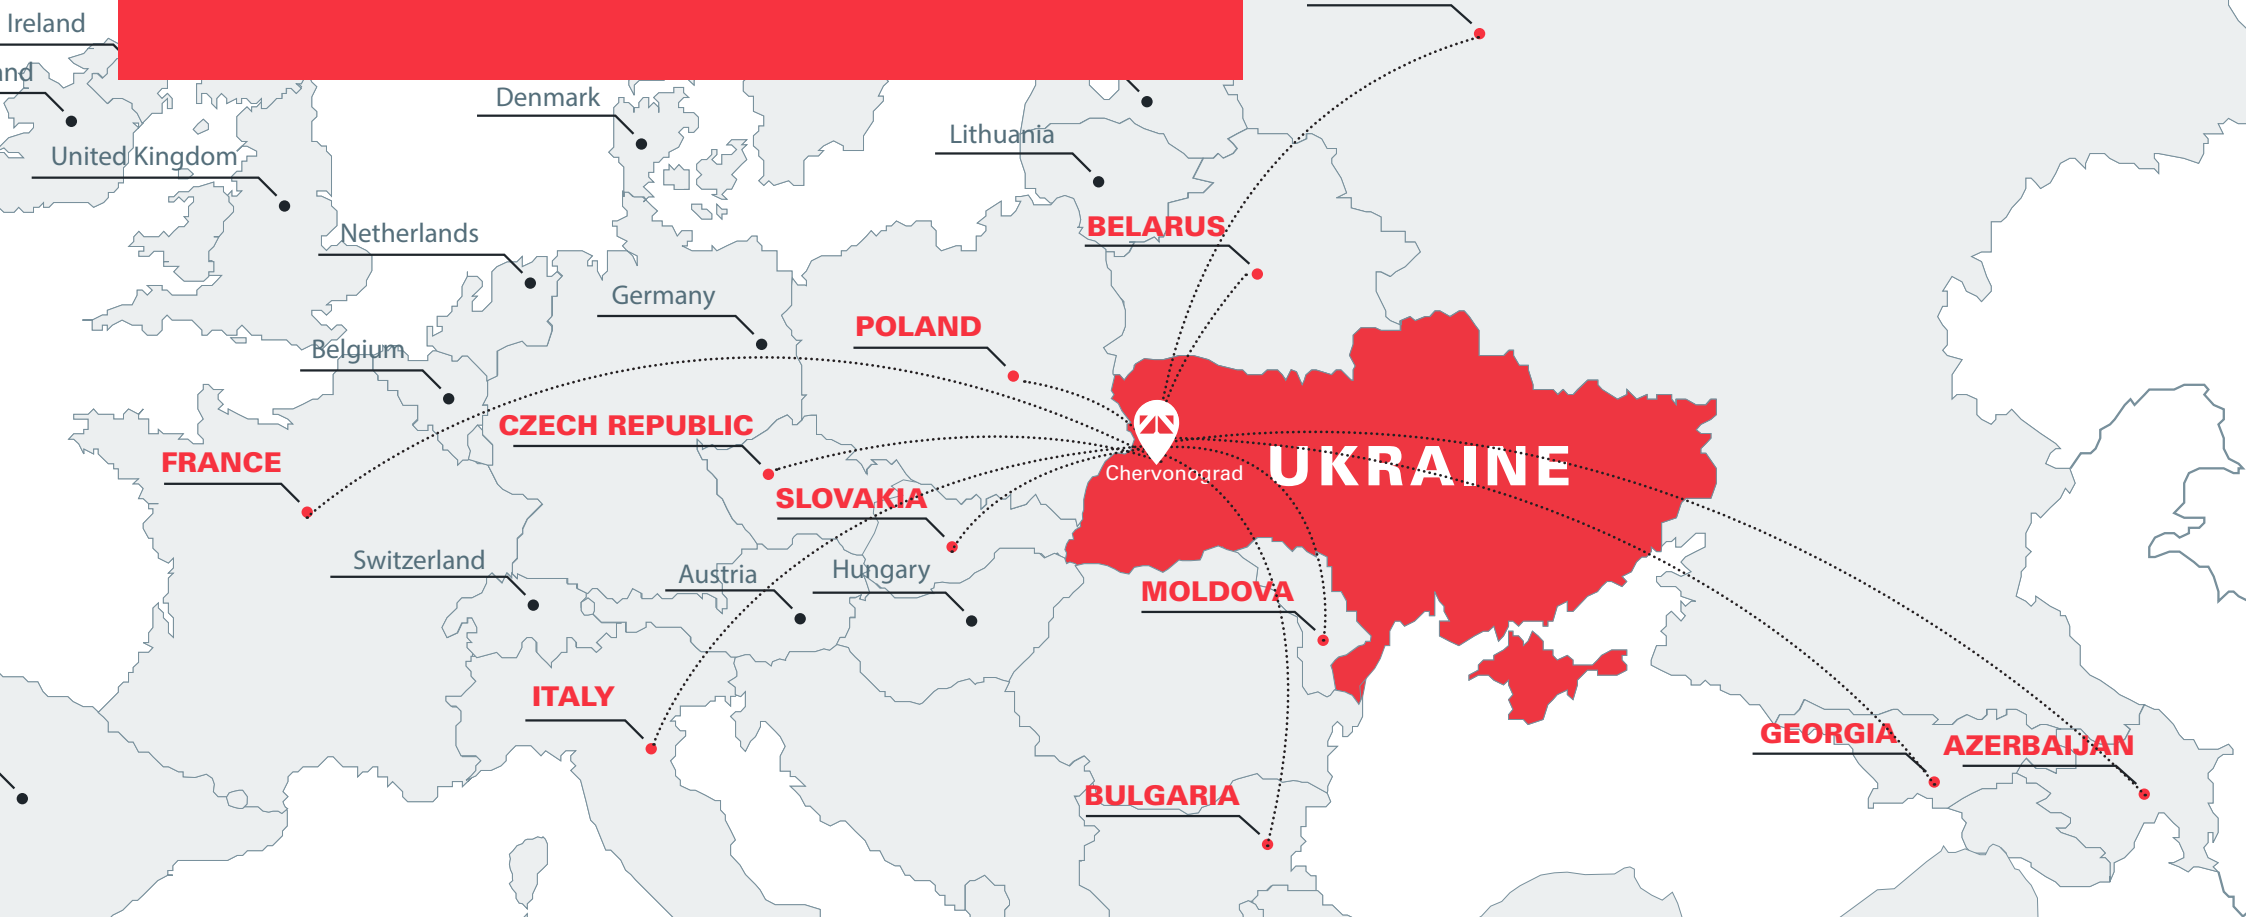 Ireland
Denmark
Lithuania
United Kingdom
BELARUS
Netherlands
Germany
POLAND
Belgium
CZECH REPUBLIC
FRANCE
UKRAINE
Chervonograd
SLOVAKIA
Switzerland
Austria
Hungary
MOLDOVA
ITALY
GEORGIA
AZERBAIJAN
BULGARIA